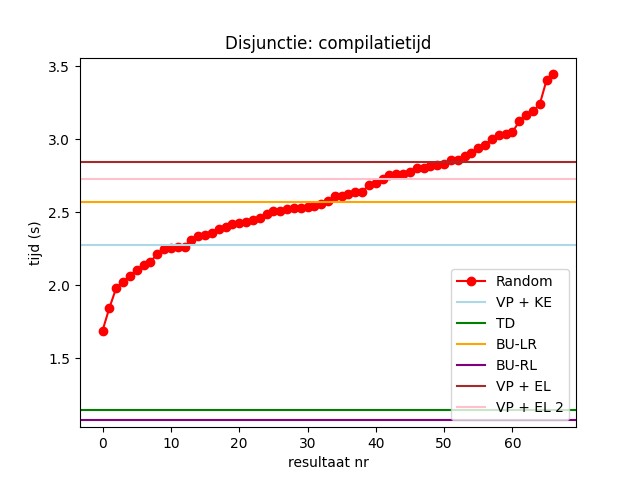 Disjunctie: compilatietijd
tijd (s)
3.5
3.0
2.5
2.0
1.5
0 10 20 30 40 50 60
resultaat nr
Random
VP + KE
TD
BU-LR
BU-RL
VP + EL
VP + EL 2